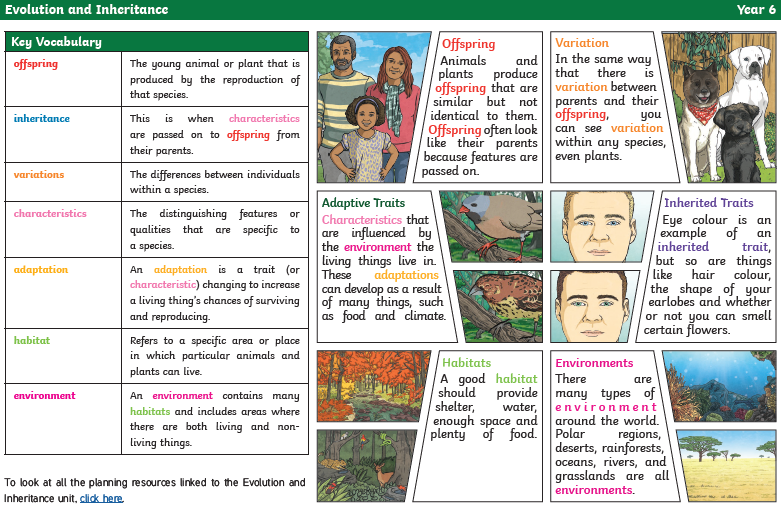 Evolution and Inheritance
Year 6
Key Vocabulary
offspring
The young animal or plant that is
produced by the reproduction of
that species.
inheritance
This is when characteristics
are passed on to offspring from
their parents.
variations
The differences between individuals
within a species.
characteristics
The distinguishing features or
qualities that are specific to
a species.
adaptation
An adaptation is a trait (or
characteristic) changing to increase
a living thing's chances of surviving
and reproducing.
habitat
Refers to a specific area or place
in which particular animals and
plants can live.
environment
An environment contains many
habitats and includes areas where
there are both living and non-
living things.
To look at all the planning resources linked to the Evolution and
Inheritance unit, click here.
Offspring
Animals and
plants produce
offspring that are
similar but not
identical to them.
Offspring often look
like their parents
because features are
passed on.
Variation
In the same way
that there is
variation between
parents and their
offspring, you
can see variation
within any species,
even plants.
Adaptive Traits
Characteristics that
are influenced by
the environment the
living things live in.
These adaptations
can develop as a result
of many things, such
as food and climate.
Inherited Traits
Eye colour is an
example of an
inherited trait,
but so are things
like hair colour,
the shape of your
earlobes and whether
or not you can smell
certain flowers.
Habitats
A good habitat
should provide
shelter, water,
enough space and
plenty of food.
Environments
There are
many types of
environment
around the world.
Polar regions,
deserts, rainforests,
oceans, rivers, and
grasslands are all
environments.